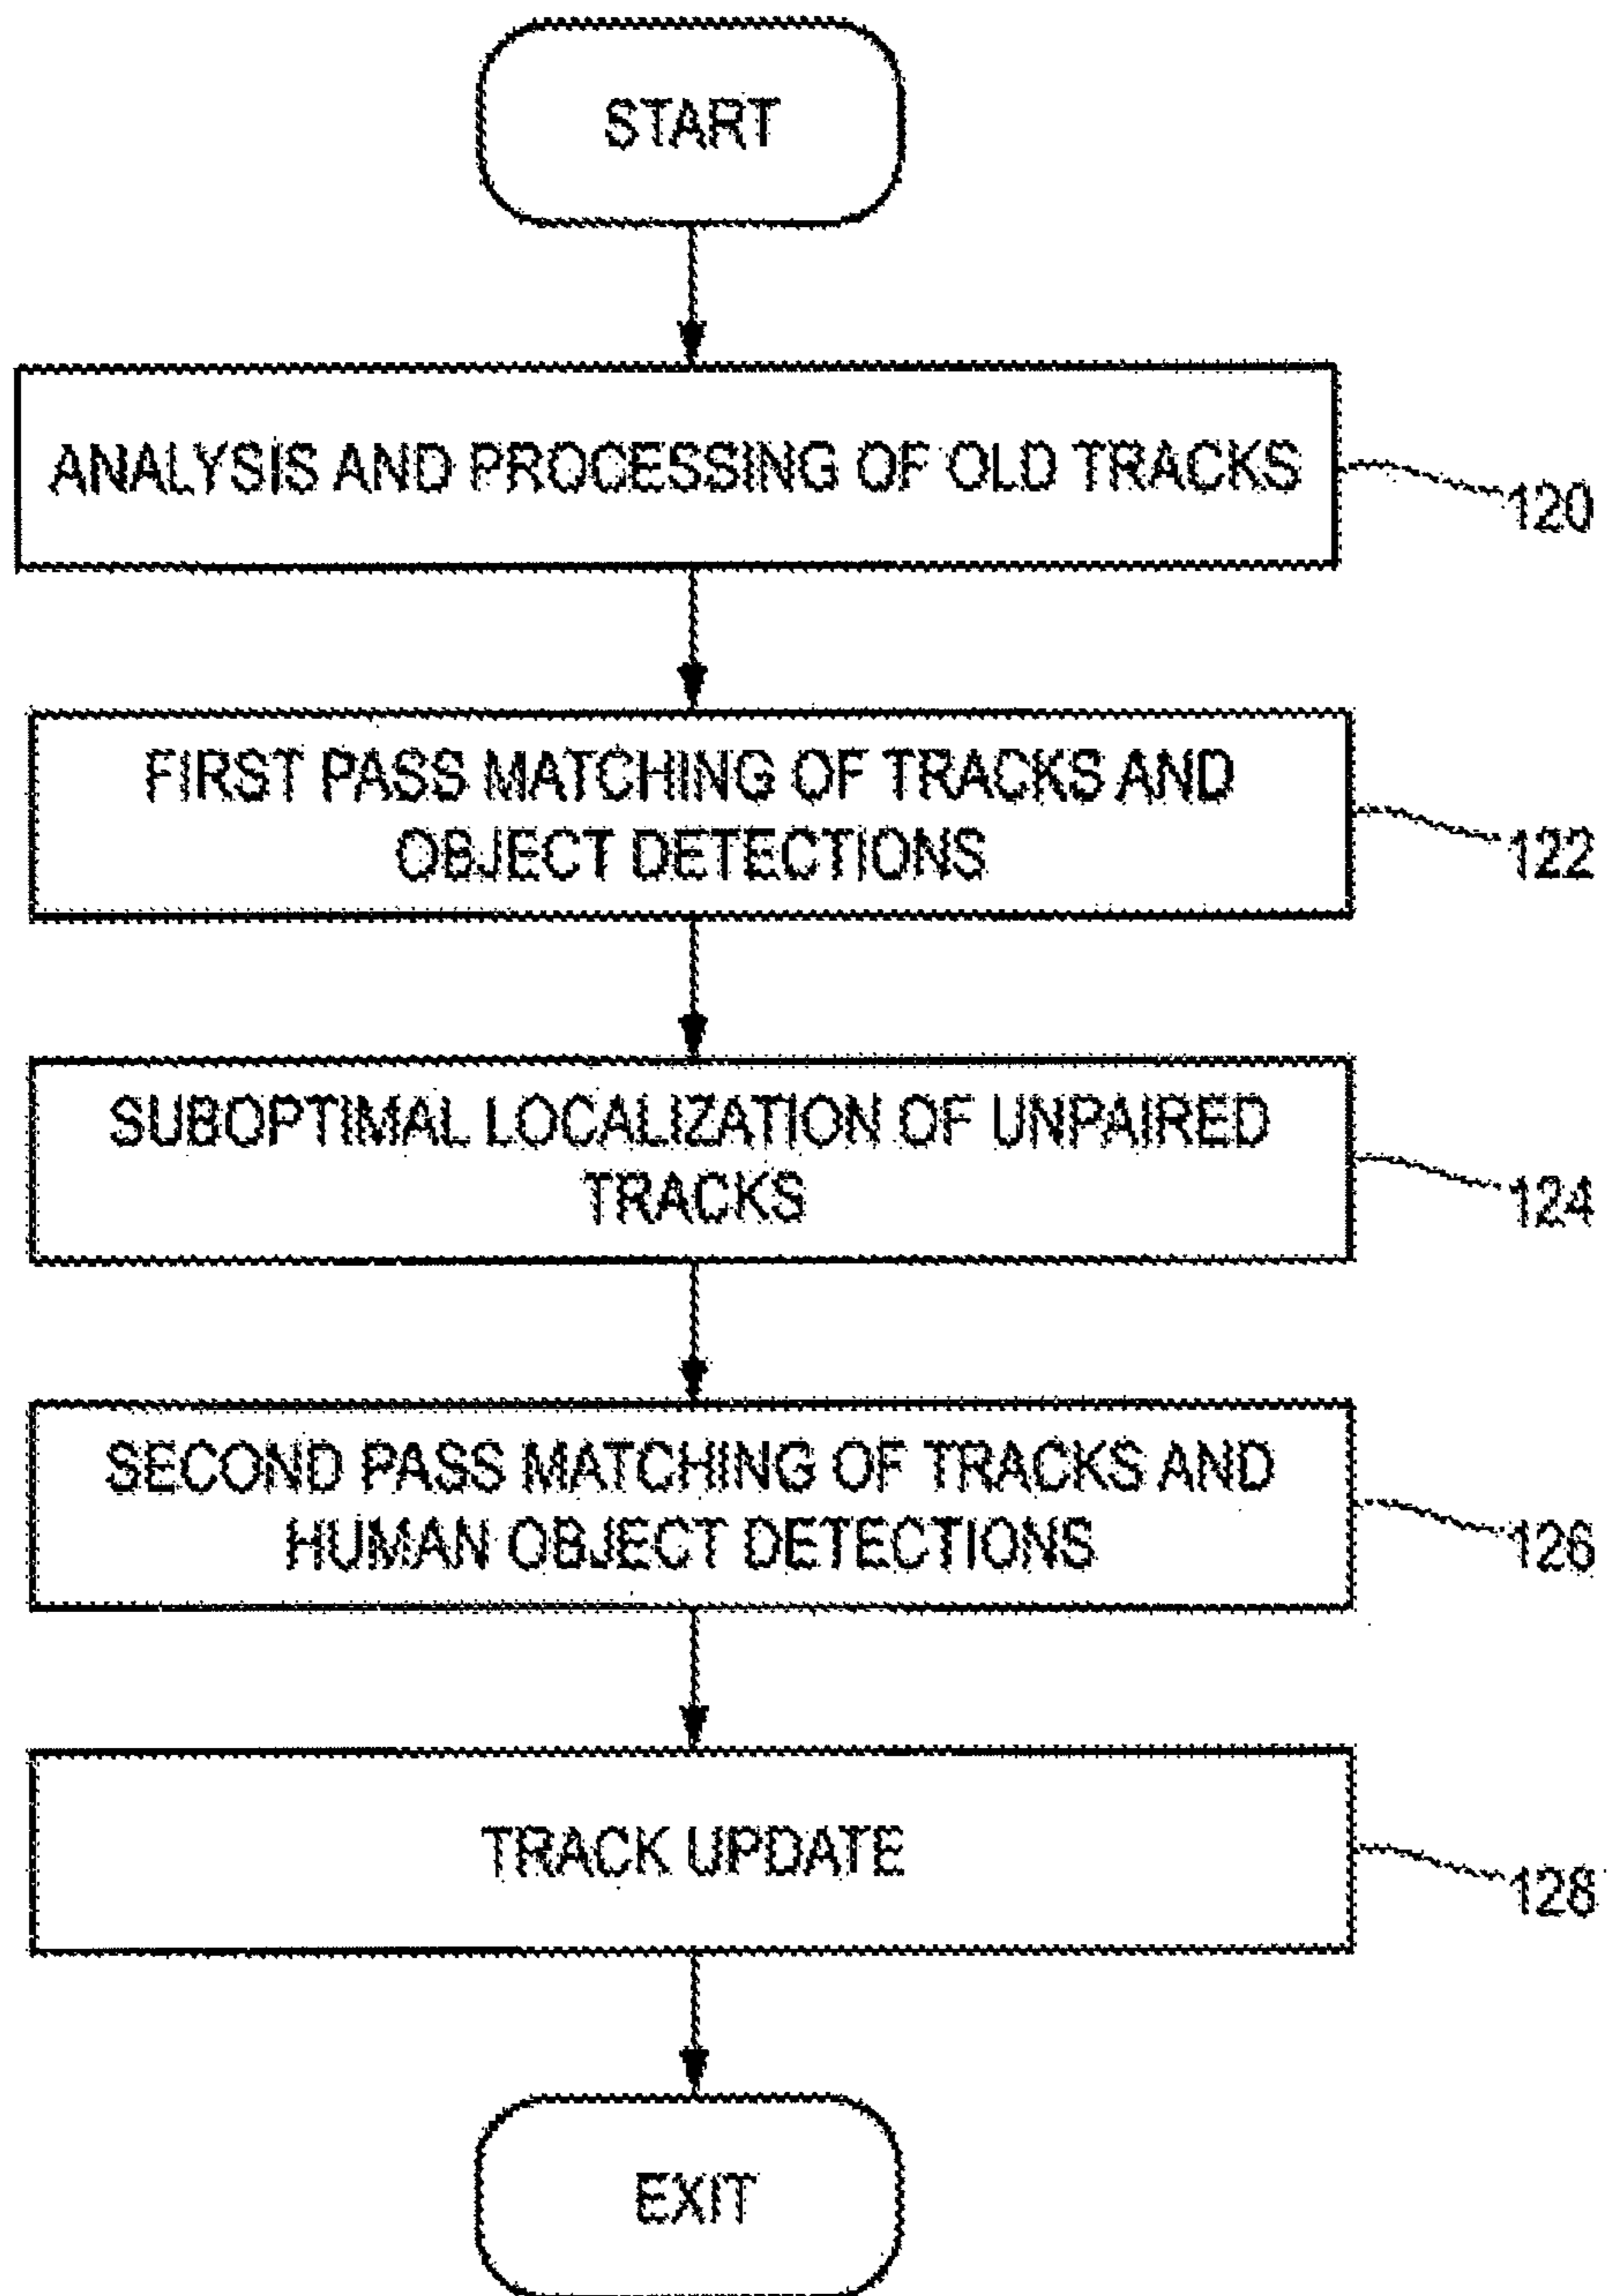 START
ANALYSIS AND PROCESSING OF OLD TRACKS
120
FIRST PASS MATCHING OF TRACKS AND
OBJECT DETECTIONS
122
SUBOPTIMAL LOCALIZATION OF UNPAIRED
TRACKS
124
SECOND PASS MATCHING OF TRACKS AND
HUMAN OBJECT DETECTIONS
126
TRACK UPDATE
128
EXIT